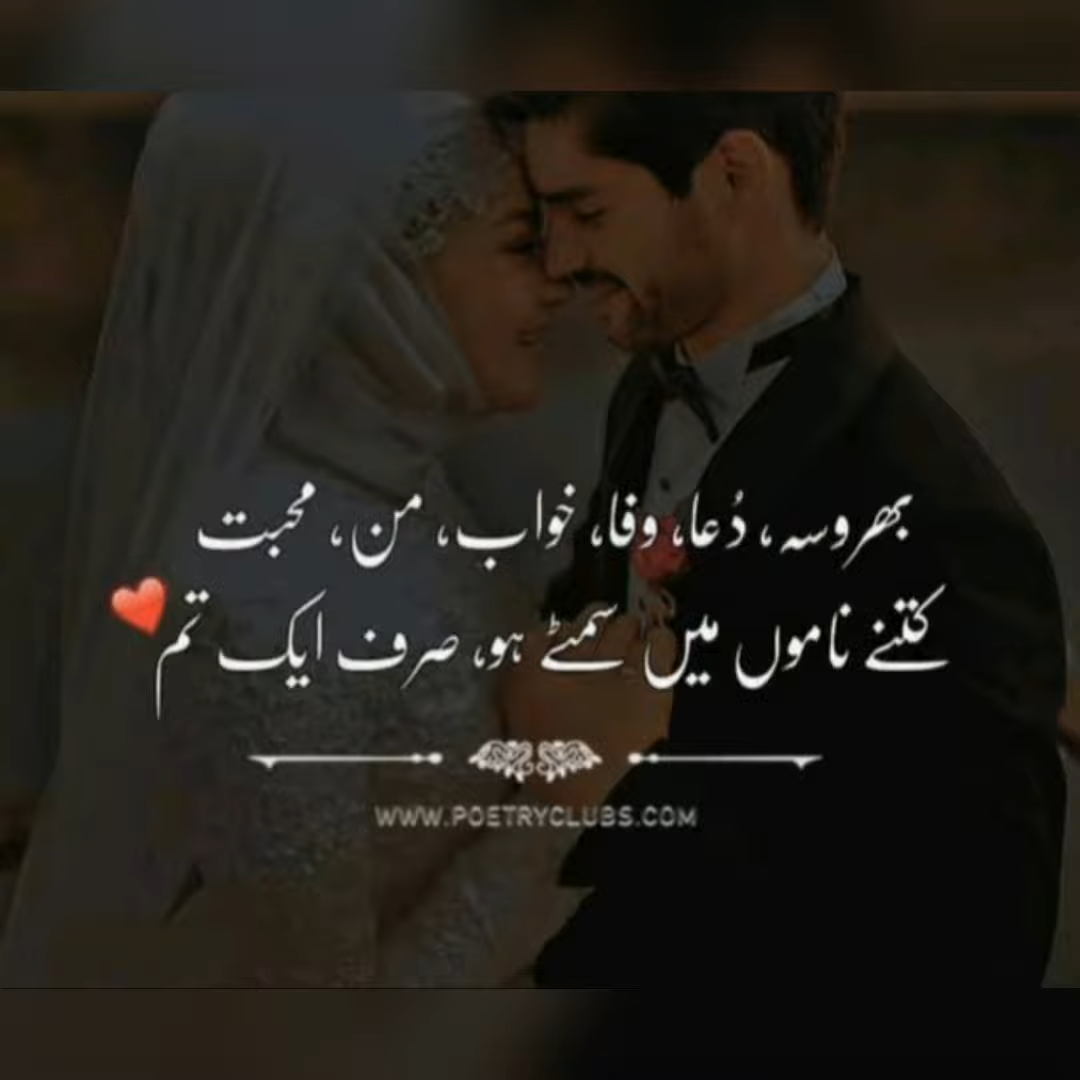 بھروسہ، دُعا، وفا، خواب، من، محبت
کتنے ناموں میں سمٹے ہو، صرف ایک تم❤️
WWW.POETRYCLUBS.COM